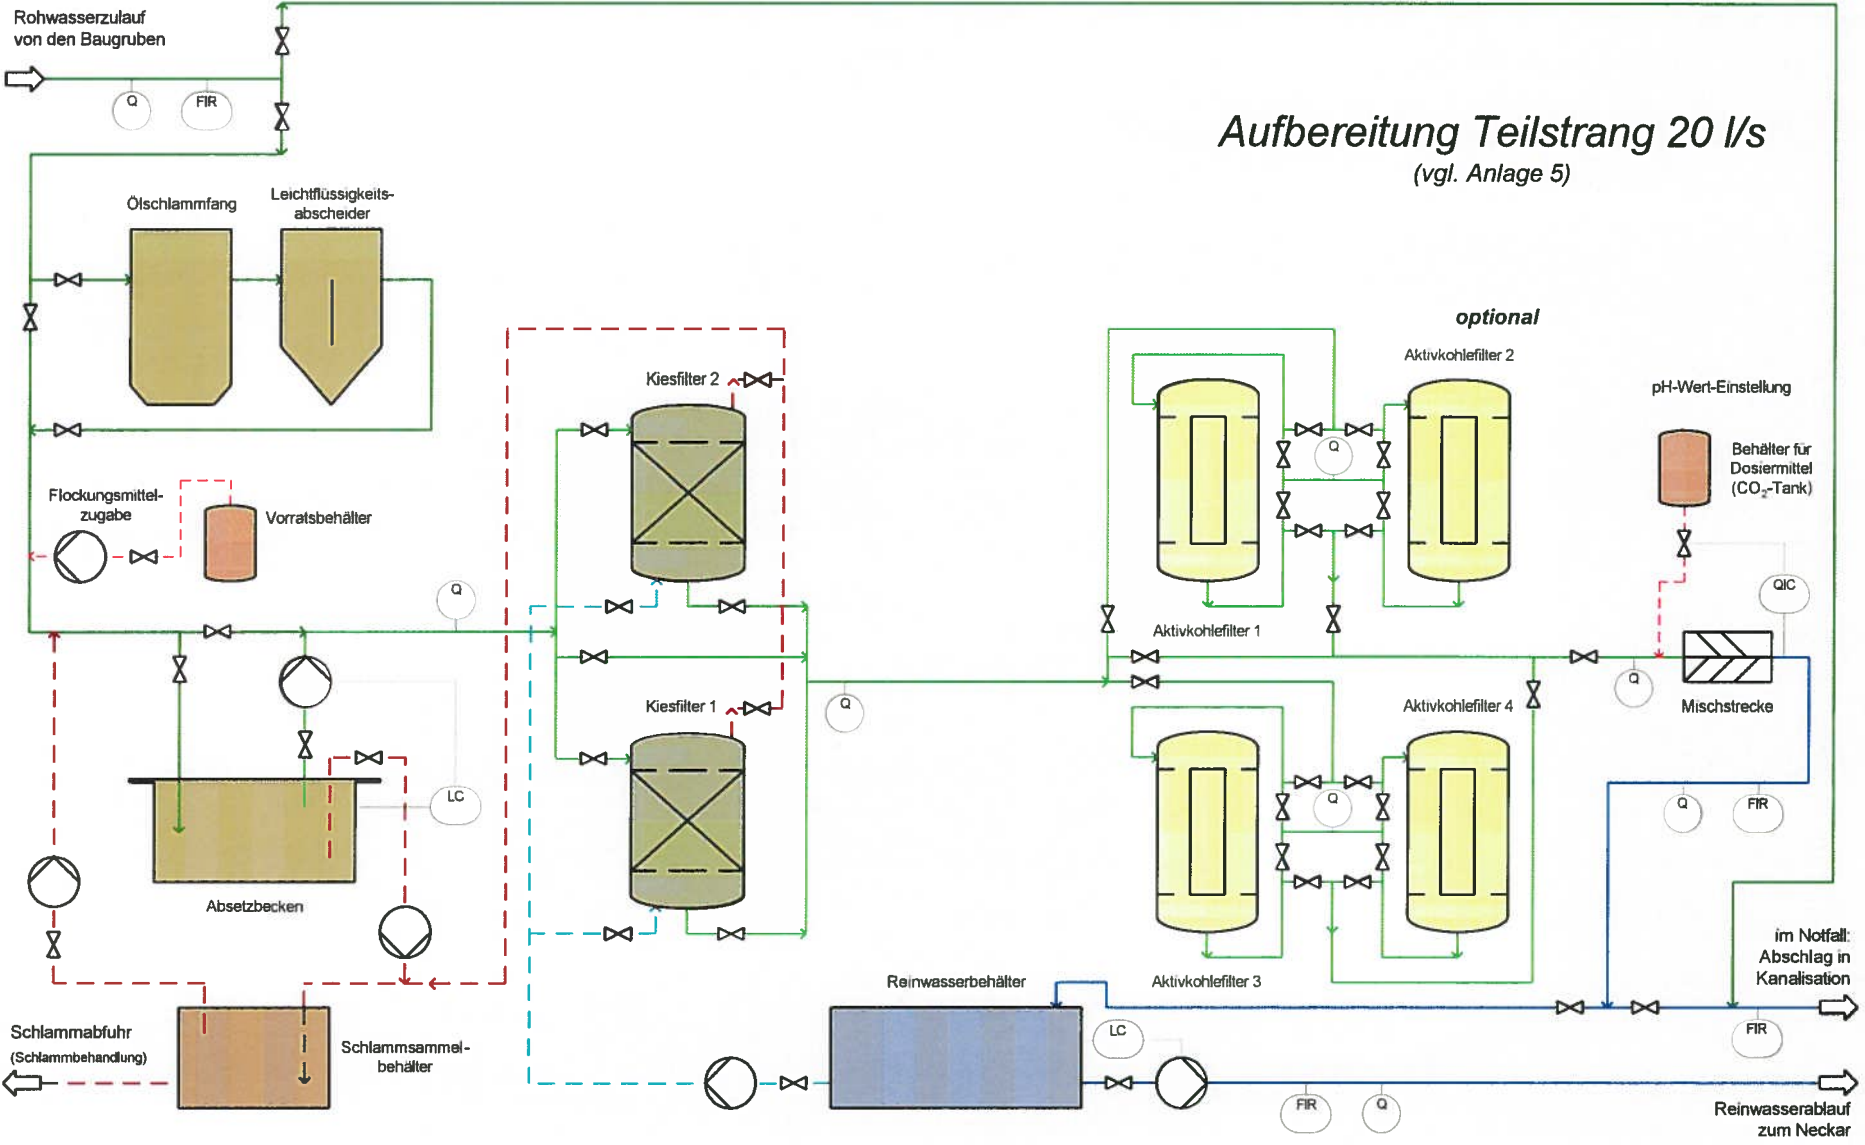 Rohwasserzulauf
von den Baugruben
Q
FIR
Aufbereitung Teilstrang 20 l/s
(vgl. Anlage 5)
Ölschlammfang
Leichtflüssigkeits-
abscheider
optional
Kiesfilter 2
Aktivkohlefilter 2
pH-Wert-Einstellung
Behälter für
Dosiermittel
(CO₂-Tank)
Q
Flockungsmittel-
zugabe
Vorratsbehälter
Q
QIC
Aktivkohlefilter 1
Q
Mischstrecke
Kiesfilter 1
Q
Aktivkohlefilter 4
LC
Q
Q
FIR
Absetzbecken
im Notfall:
Abschlag in
Kanalisation
Reinwasserbehälter
Aktivkohlefilter 3
Schlammabfuhr
(Schlammbehandlung)
Schlammsammel-
behälter
LC
FIR
FIR
Q
Reinwasserablauf
zum Neckar